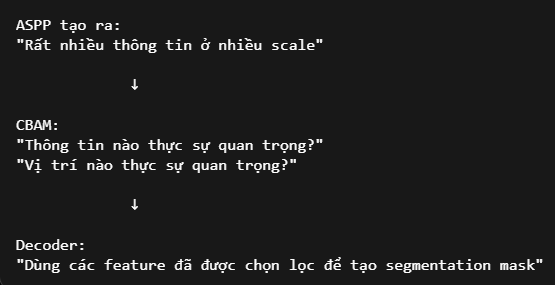 ASPP tạo ra:
"Rất nhiều thông tin ở nhiều scale"
↓
CBAM:
"Thông tin nào thực sự quan trọng?"
"Vị trí nào thực sự quan trọng?"
↓
Decoder:
"Dùng các feature đã được chọn lọc để tạo segmentation mask"